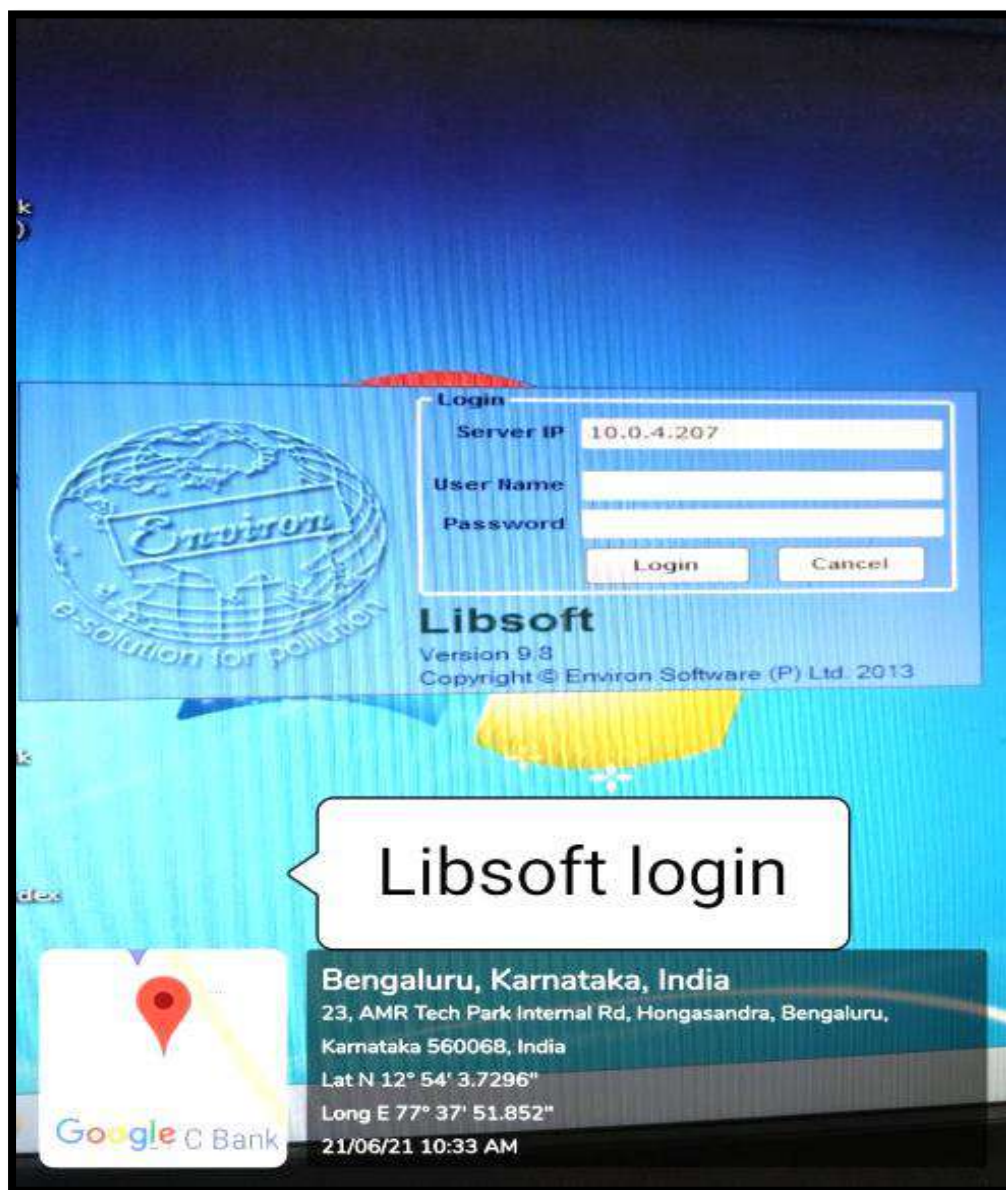 k
Login
Server IP 10.0.4.207
User Name
Password
Login Cancel
Environ
e-solution for pollution
Libsoft
Version 9.8
Copyright © Environ Software (P) Ltd. 2013
k
dex
Libsoft login
Bengaluru, Karnataka, India
23, AMR Tech Park Internal Rd, Hongasandra, Bengaluru,
Karnataka 560068, India
Lat N 12° 54' 3.7296"
Long E 77° 37' 51.852"
21/06/21 10:33 AM
Google C Bank